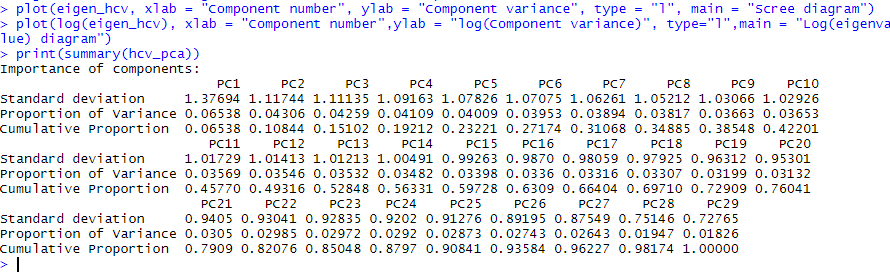 > plot(eigen_hcv, xlab = "Component number", ylab = "Component variance", type = "l", main = "Scree diagram")
> plot(log(eigen_hcv), xlab = "Component number",ylab = "log(Component variance)", type="l",main = "Log(eigenva
lue) diagram")
> print(summary(hcv_pca))
Importance of components:
                           PC1     PC2     PC3     PC4     PC5     PC6     PC7     PC8     PC9    PC10
Standard deviation     1.37694 1.11744 1.11135 1.09163 1.07826 1.07075 1.06261 1.05212 1.03066 1.02926
Proportion of Variance 0.06538 0.04306 0.04259 0.04109 0.04009 0.03953 0.03894 0.03817 0.03663 0.03653
Cumulative Proportion  0.06538 0.10844 0.15102 0.19212 0.23221 0.27174 0.31068 0.34885 0.38548 0.42201
                          PC11    PC12    PC13    PC14    PC15   PC16    PC17    PC18    PC19    PC20
Standard deviation     1.01729 1.01413 1.01213 1.00491 0.99263 0.9870 0.98059 0.97925 0.96312 0.95301
Proportion of Variance 0.03569 0.03546 0.03532 0.03482 0.03398 0.0336 0.03316 0.03307 0.03199 0.03132
Cumulative Proportion  0.45770 0.49316 0.52848 0.56331 0.59728 0.6309 0.66404 0.69710 0.72909 0.76041
                         PC21    PC22    PC23   PC24    PC25    PC26    PC27    PC28    PC29
Standard deviation     0.9405 0.93041 0.92835 0.9202 0.91276 0.89195 0.87549 0.75146 0.72765
Proportion of Variance 0.0305 0.02985 0.02972 0.0292 0.02873 0.02743 0.02643 0.01947 0.01826
Cumulative Proportion  0.7909 0.82076 0.85048 0.8797 0.90841 0.93584 0.96227 0.98174 1.00000
>